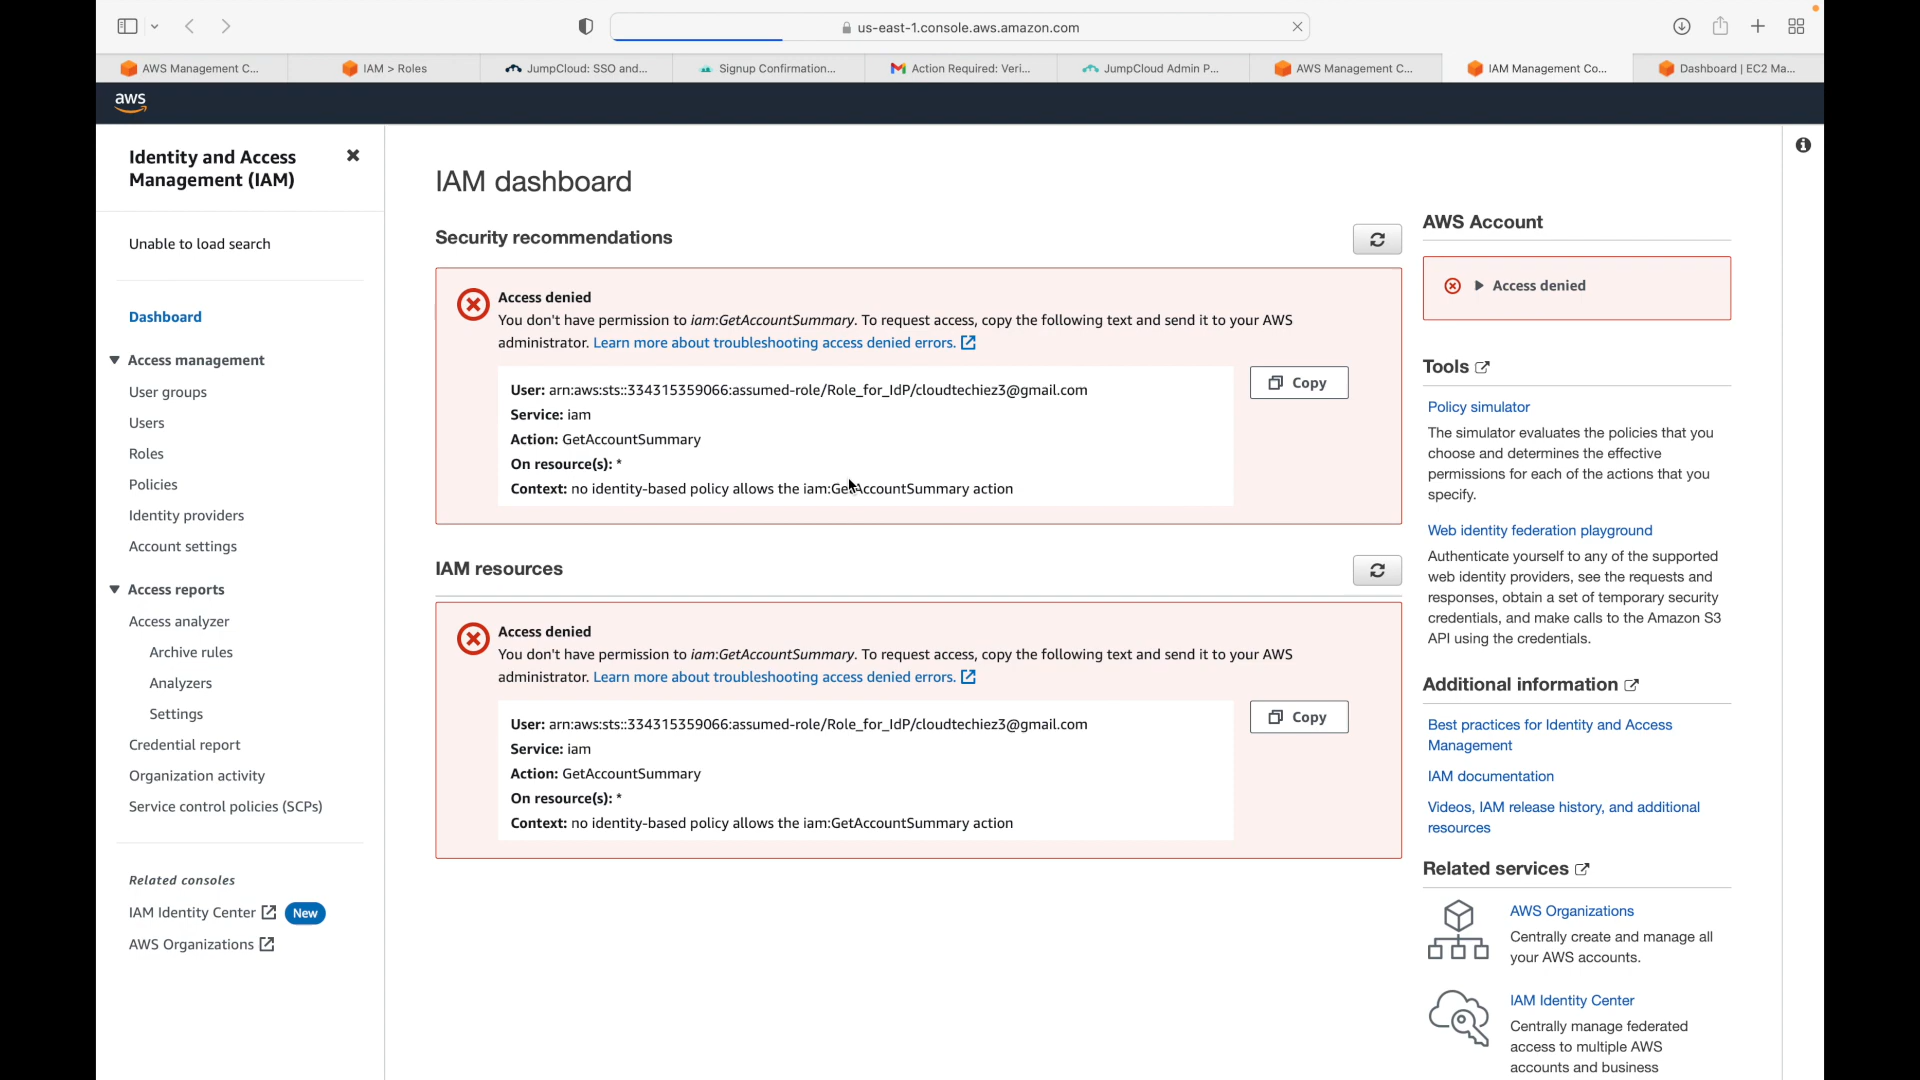 us-east-1.console.aws.amazon.com
AWS Management C...
IAM > Roles
JumpCloud: SSO and...
Signup Confirmation...
Action Required: Veri...
JumpCloud Admin P...
AWS Management C...
IAM Management Co...
Dashboard | EC2 Ma...
aws
Identity and Access
Management (IAM)
Unable to load search
Dashboard
Access management
User groups
Users
Roles
Policies
Identity providers
Account settings
Access reports
Access analyzer
Archive rules
Analyzers
Settings
Credential report
Organization activity
Service control policies (SCPs)
Related consoles
IAM Identity Center
New
AWS Organizations
IAM dashboard
Security recommendations
Access denied
You don't have permission to iam:GetAccountSummary. To request access, copy the following text and send it to your AWS
administrator. Learn more about troubleshooting access denied errors.
User: arn:aws:sts::334315359066:assumed-role/Role_for_IdP/cloudtechiez3@gmail.com
Service: iam
Action: GetAccountSummary
On resource(s): *
Context: no identity-based policy allows the iam:GetAccountSummary action
Copy
IAM resources
Access denied
You don't have permission to iam:GetAccountSummary. To request access, copy the following text and send it to your AWS
administrator. Learn more about troubleshooting access denied errors.
User: arn:aws:sts::334315359066:assumed-role/Role_for_IdP/cloudtechiez3@gmail.com
Service: iam
Action: GetAccountSummary
On resource(s): *
Context: no identity-based policy allows the iam:GetAccountSummary action
Copy
AWS Account
Access denied
Tools
Policy simulator
The simulator evaluates the policies that you
choose and determines the effective
permissions for each of the actions that you
specify.
Web identity federation playground
Authenticate yourself to any of the supported
web identity providers, see the requests and
responses, obtain a set of temporary security
credentials, and make calls to the Amazon S3
API using the credentials.
Additional information
Best practices for Identity and Access
Management
IAM documentation
Videos, IAM release history, and additional
resources
Related services
AWS Organizations
Centrally create and manage all
your AWS accounts.
IAM Identity Center
Centrally manage federated
access to multiple AWS
accounts and business